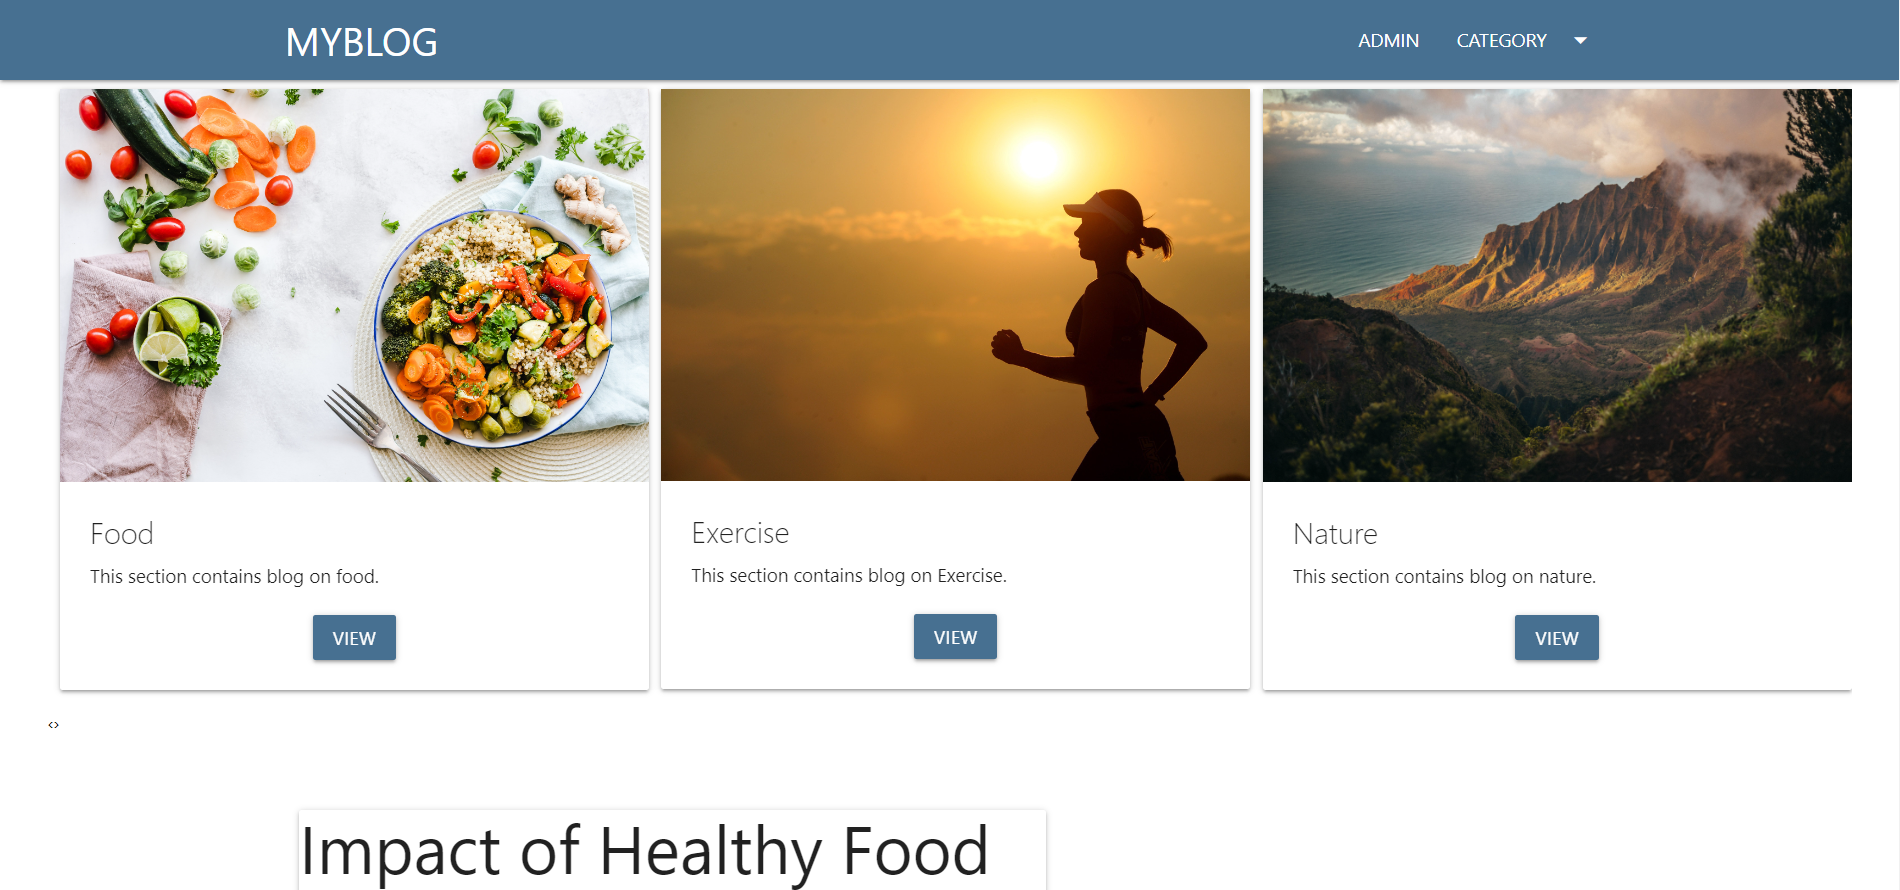 MYBLOG
ADMIN CATEGORY
Food
This section contains blog on food.
VIEW
Exercise
This section contains blog on Exercise.
VIEW
Nature
This section contains blog on nature.
VIEW
‹›
Impact of Healthy Food